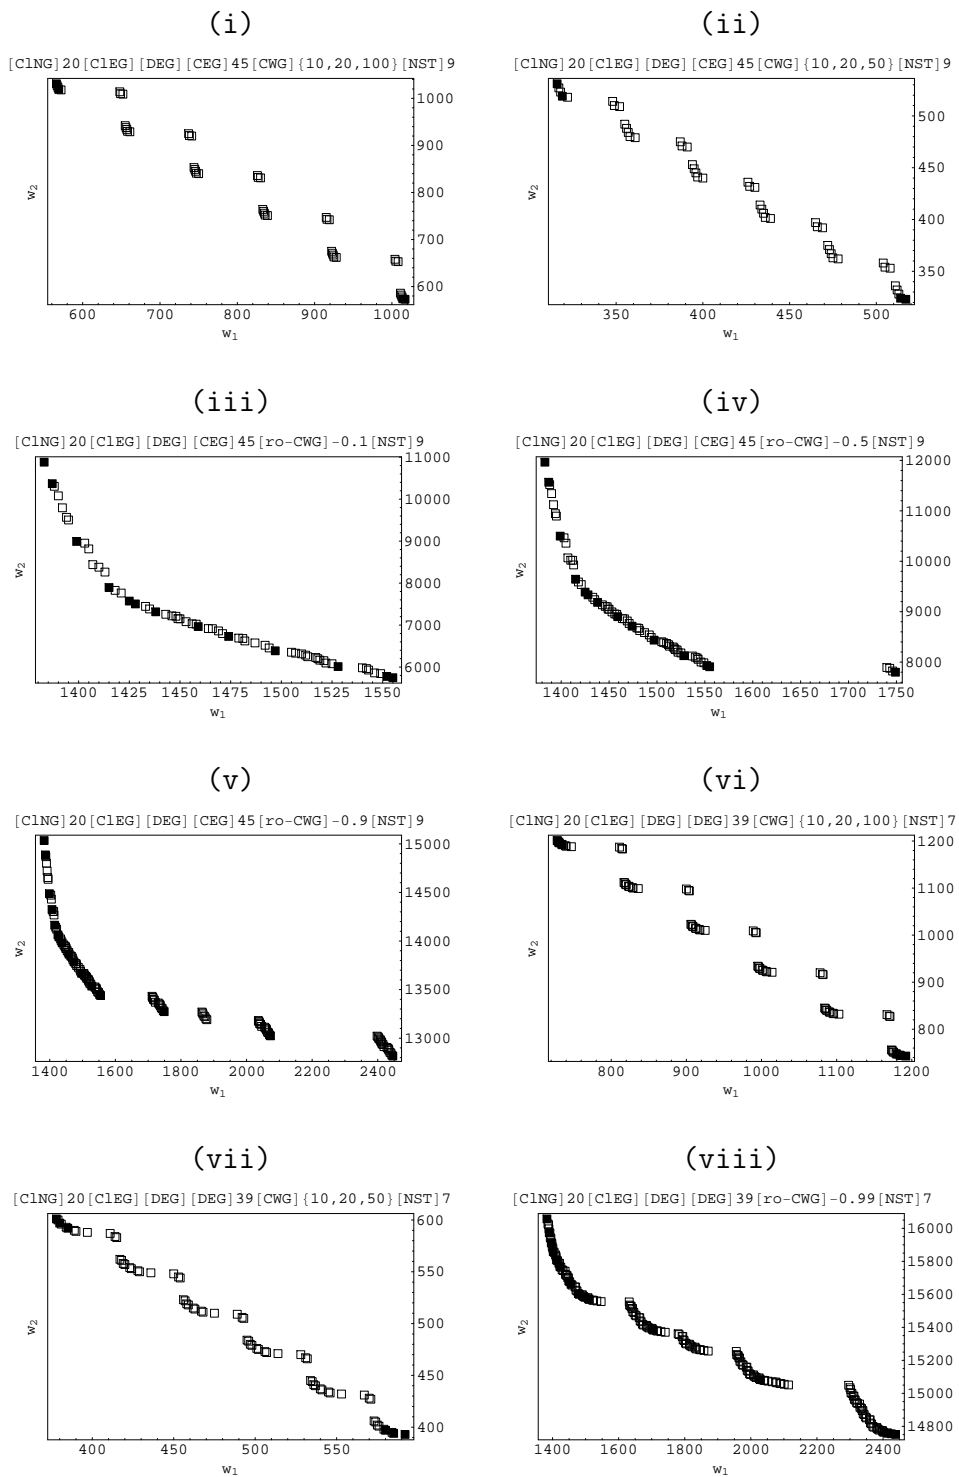 (i)
[ClNG]20[ClEG][DEG][CEG]45[CWG]{10,20,100}[NST]9
1000
900
800
700
600
w2
600 700 800 900 1000
w1
(ii)
[ClNG]20[ClEG][DEG][CEG]45[CWG]{10,20,50}[NST]9
500
450
400
350
w2
350 400 450 500
w1
(iii)
[ClNG]20[ClEG][DEG][CEG]45[ro-CWG]-0.1[NST]9
11000
10000
9000
8000
7000
6000
w2
1400 1425 1450 1475 1500 1525 1550
w1
(iv)
[ClNG]20[ClEG][DEG][CEG]45[ro-CWG]-0.5[NST]9
12000
11000
10000
9000
8000
w2
1400 1450 1500 1550 1600 1650 1700 1750
w1
(v)
[ClNG]20[ClEG][DEG][CEG]45[ro-CWG]-0.9[NST]9
15000
14500
14000
13500
13000
w2
1400 1600 1800 2000 2200 2400
w1
(vi)
[ClNG]20[ClEG][DEG][DEG]39[CWG]{10,20,100}[NST]7
1200
1100
1000
900
800
w2
800 900 1000 1100 1200
w1
(vii)
[ClNG]20[ClEG][DEG][DEG]39[CWG]{10,20,50}[NST]7
600
550
500
450
400
w2
400 450 500 550
w1
(viii)
[ClNG]20[ClEG][DEG][DEG]39[ro-CWG]-0.99[NST]7
16000
15800
15600
15400
15200
15000
14800
w2
1400 1600 1800 2000 2200 2400
w1